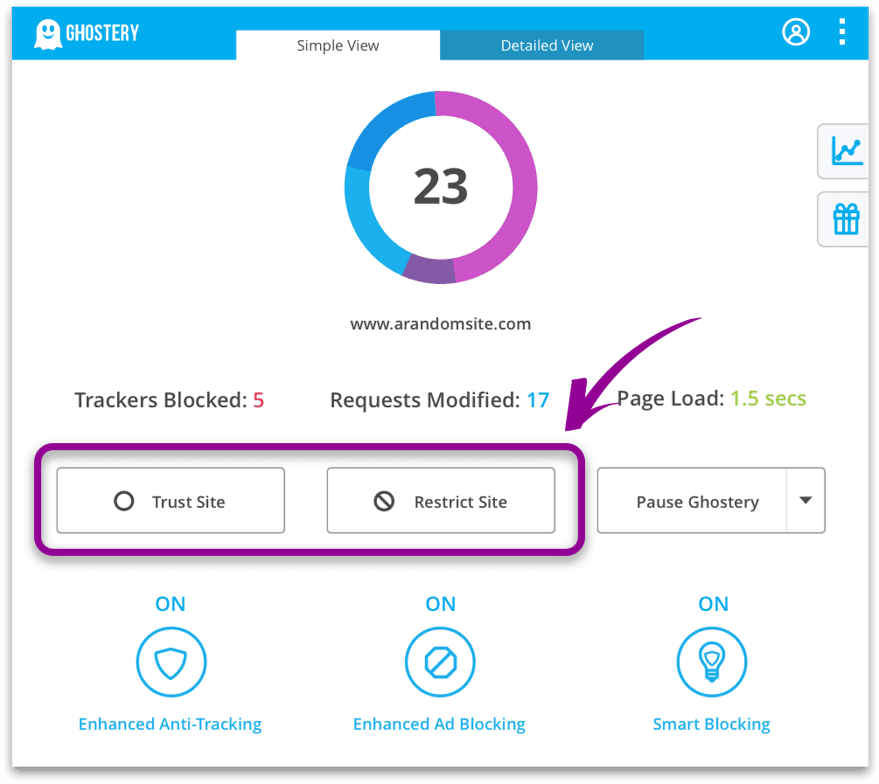 GHOSTERY
Simple View
Detailed View
23
www.arandomsite.com
Trackers Blocked: 5
Requests Modified: 17
Page Load: 1.5 secs
Trust Site
Restrict Site
Pause Ghostery
ON
ON
ON
Enhanced Anti-Tracking
Enhanced Ad Blocking
Smart Blocking